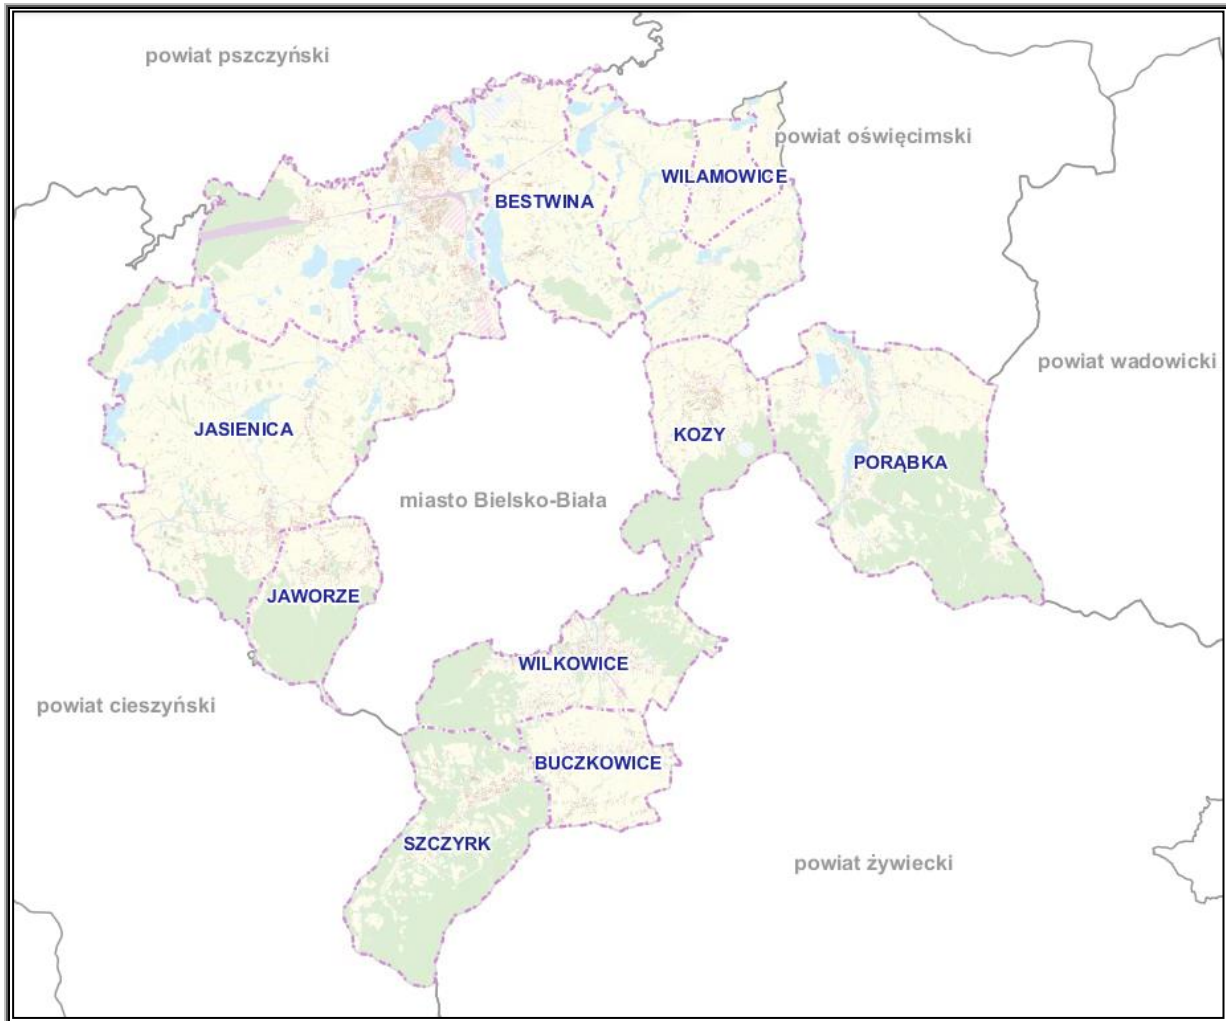 powiat pszczyński
powiat oświęcimski
WILAMOWICE
BESTWINA
powiat wadowicki
JASIENICA
KOZY
PORĄBKA
miasto Bielsko-Biała
JAWORZE
WILKOWICE
powiat cieszyński
BUCZKOWICE
SZCZYRK
powiat żywiecki